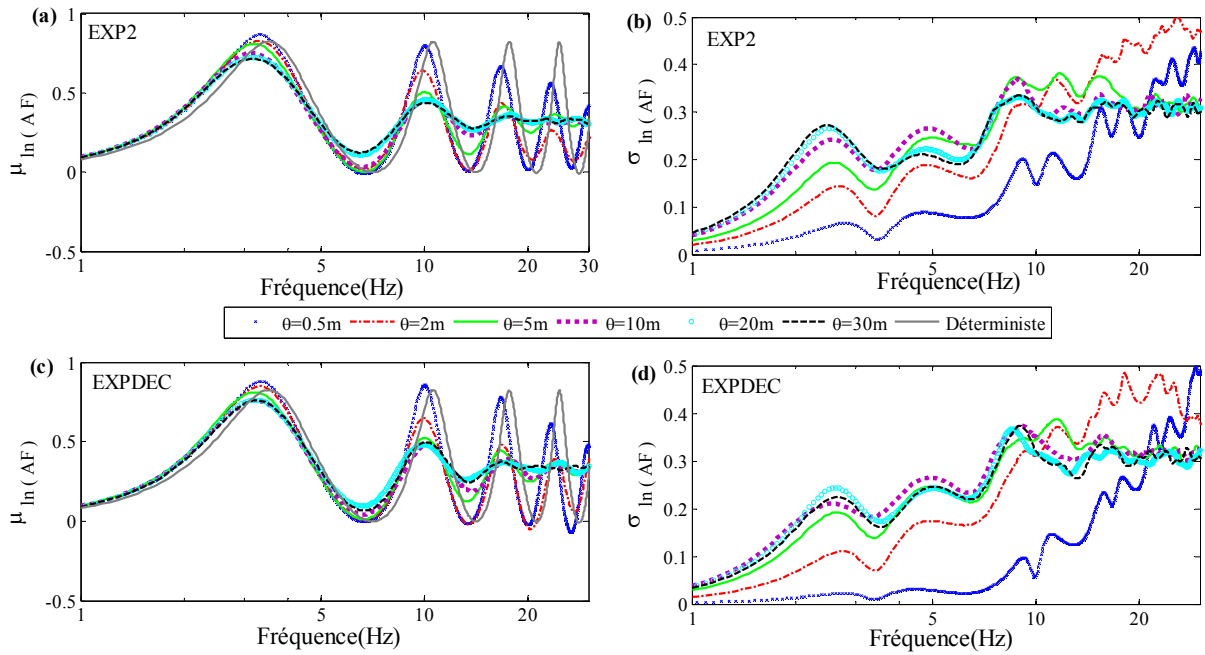 (a)
EXP2
1
0.5
0
-0.5
μ ln ( A F)
1
5
10
20
30
Fréquence(Hz)
(b)
EXP2
0.5
0.4
0.3
0.2
0.1
0
σ ln ( AF)
1
5
10
20
Fréquence(Hz)
θ=0.5m θ=2m θ=5m θ=10m θ=20m θ=30m Déterministe
(c)
EXPDEC
1
0.5
0
-0.5
μ ln ( AF)
1
5
10
20
30
Fréquence(Hz)
(d)
EXPDEC
0.5
0.4
0.3
0.2
0.1
0
σ ln ( AF)
1
5
10
20
Fréquence(Hz)